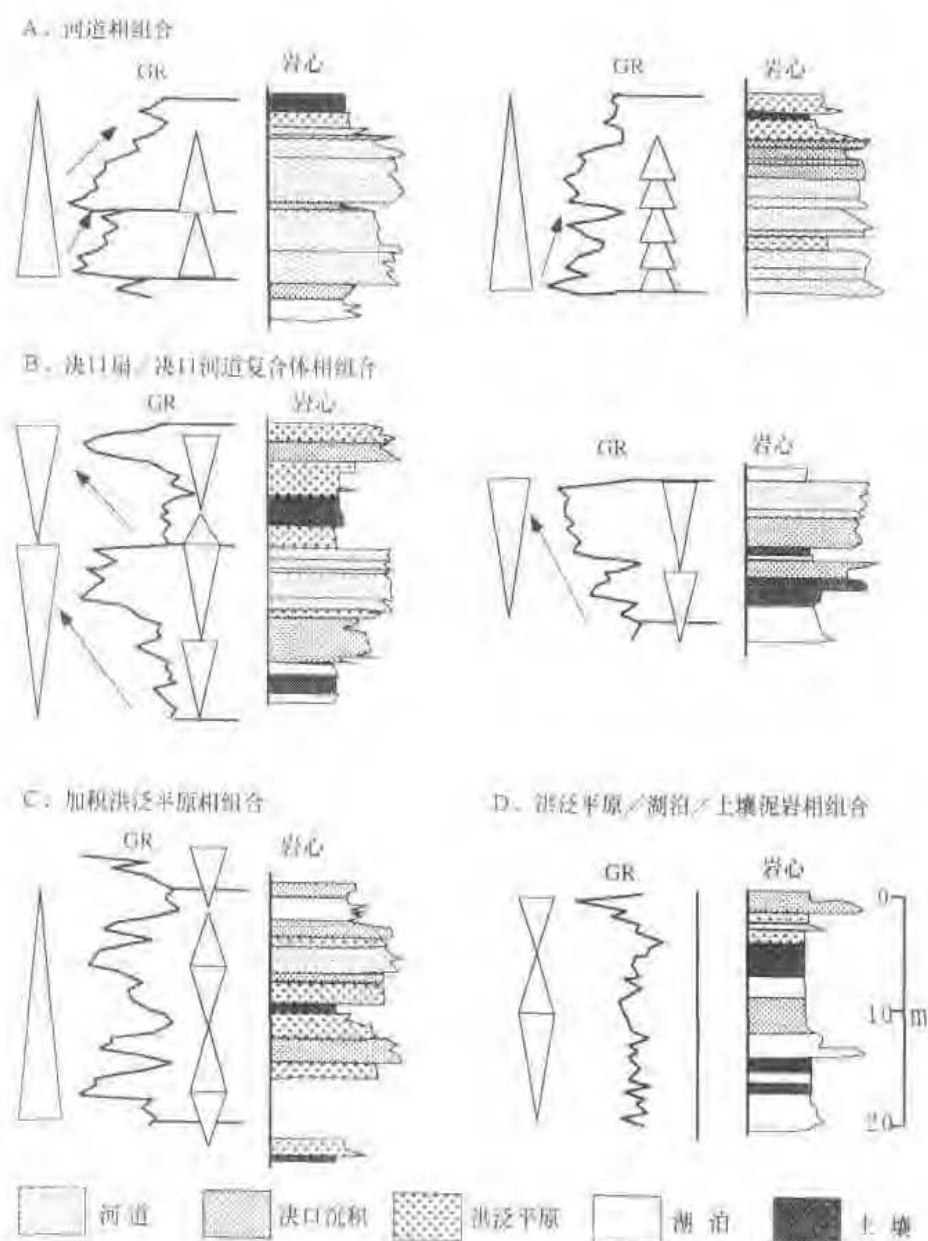 A. 河道相组合
GR 岩心 GR 岩心
B. 决口扇/决口河道复合体相组合
GR 岩心 GR 岩心
C. 加积洪泛平原相组合
D. 洪泛平原/湖泊/土壤泥岩相组合
GR 岩心 GR 岩心
0
10
m
20
河道 决口沉积 洪泛平原 湖泊 土壤